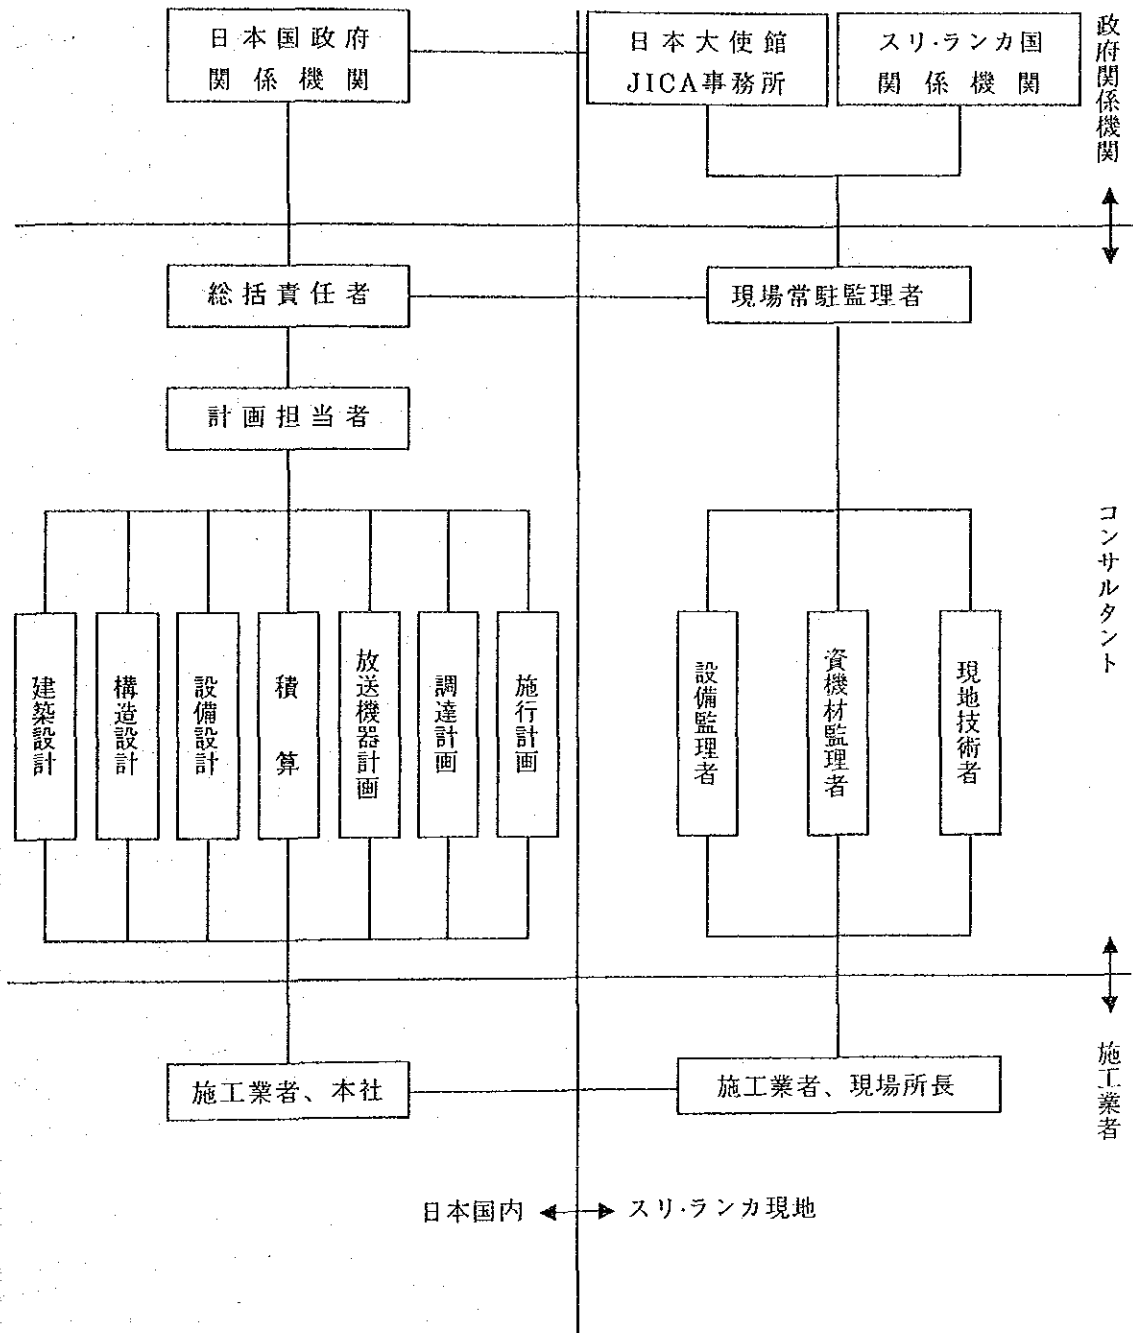 日本国政府
関係機関
日本大使館
JICA事務所
スリ・ランカ国
関係機関
政府関係機関
総括責任者
現場常駐監理者
計画担当者
コンサルタント
建築設計
構造設計
設備設計
積算
放送機器計画
調達計画
施行計画
設備監理者
資機材監理者
現地技術者
施工業者、本社
施工業者、現場所長
施工業者
日本国内
スリ・ランカ現地